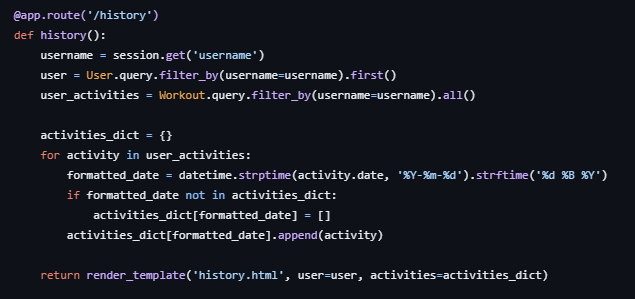 @app.route('/history')
def history():
    username = session.get('username')
    user = User.query.filter_by(username=username).first()
    user_activities = Workout.query.filter_by(username=username).all()

    activities_dict = {}
    for activity in user_activities:
        formatted_date = datetime.strptime(activity.date, '%Y-%m-%d').strftime('%d %B %Y')
        if formatted_date not in activities_dict:
            activities_dict[formatted_date] = []
        activities_dict[formatted_date].append(activity)

    return render_template('history.html', user=user, activities=activities_dict)